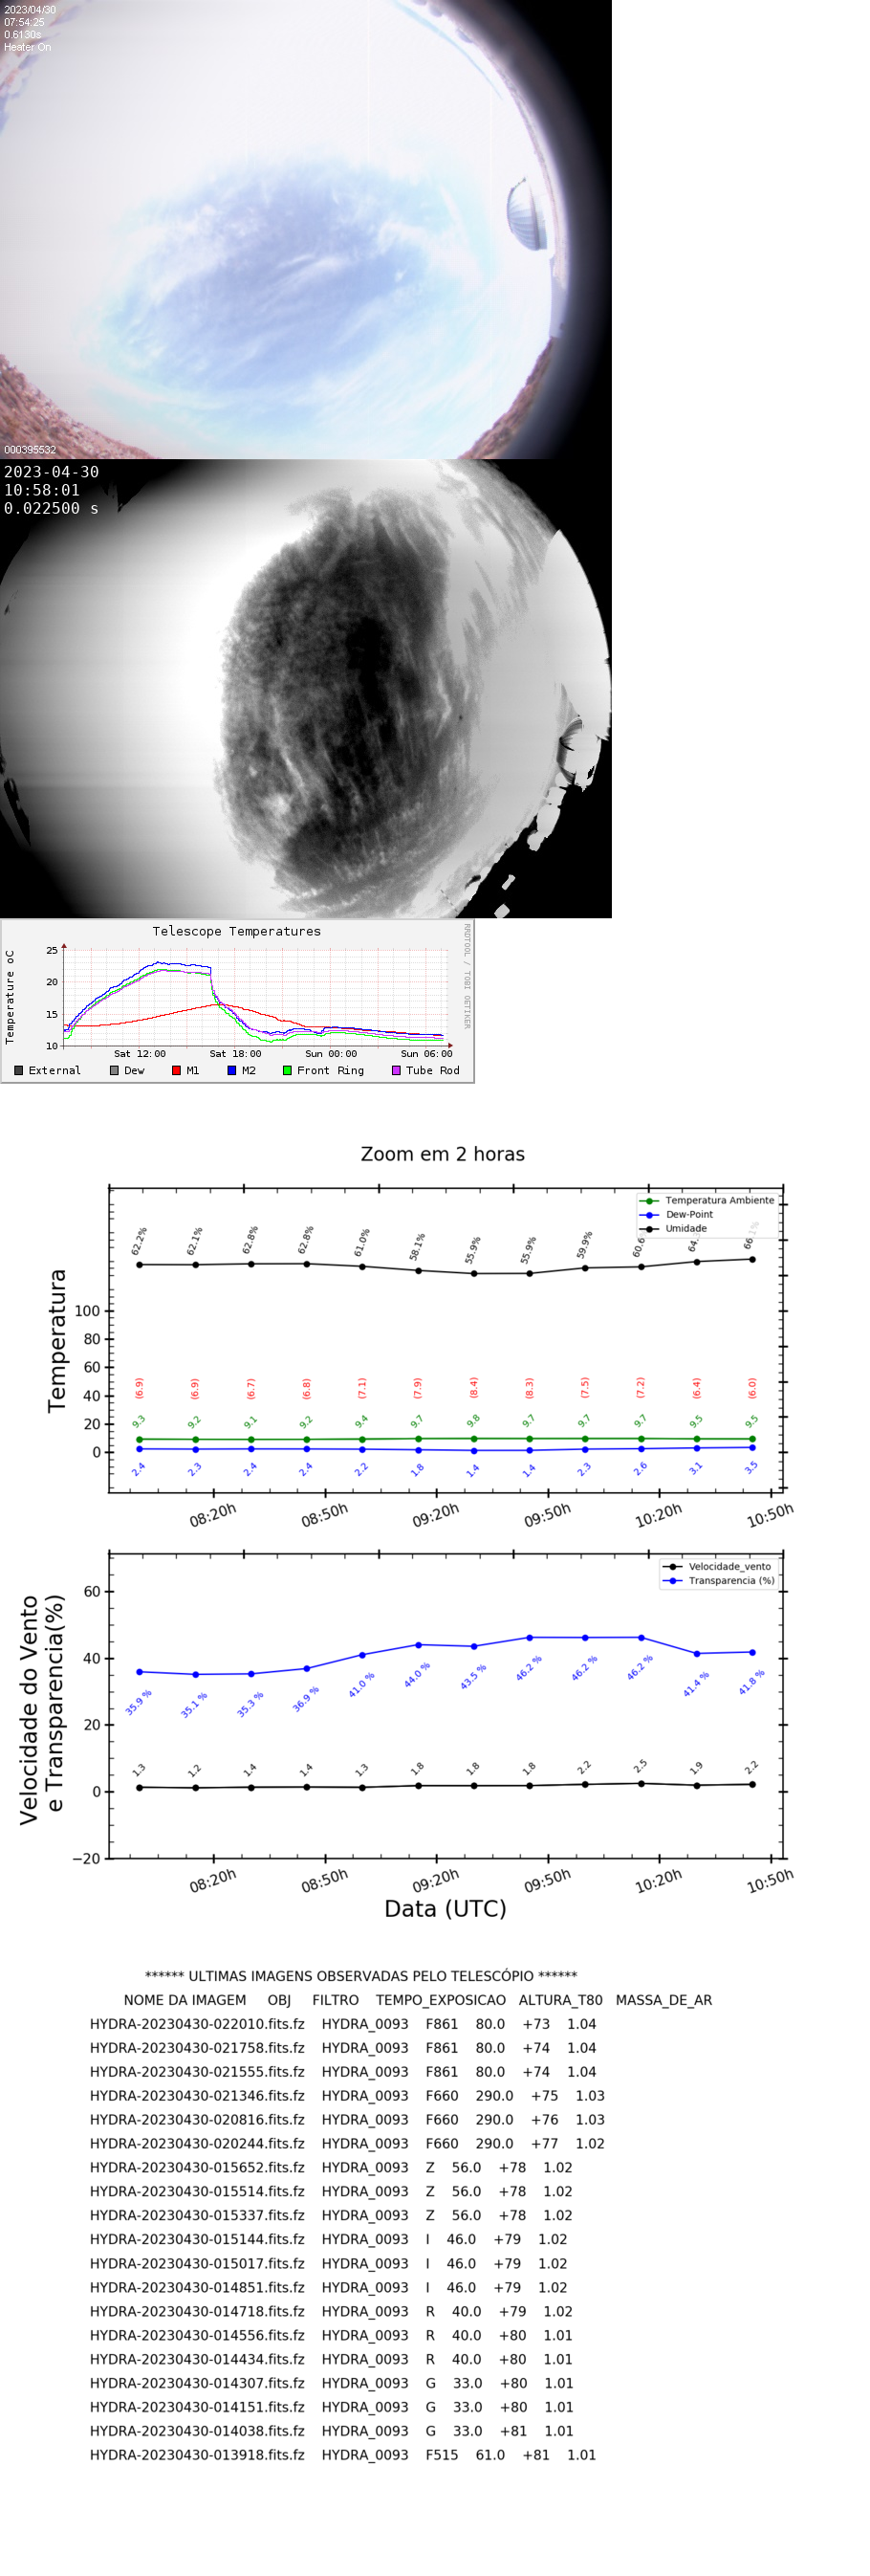 2023/04/30
07:54:25
0.6130s
Heater On
000395532
2023-04-30
10:58:01
0.022500 s
Telescope Temperatures
RRDTOOL / TOBI OETIKER
Temperature oC
25
20
15
10
Sat 12:00 Sat 18:00 Sun 00:00 Sun 06:00
External Dew M1 M2 Front Ring Tube Rod
Zoom em 2 horas
Temperatura Ambiente
Dew-Point
Umidade
62.2% 62.1% 62.8% 62.8% 61.0% 58.1% 55.9% 55.9% 59.9%
Temperatura
100
80
60
40
20
0
(6.9) (6.9) (6.7) (6.8) (7.1) (7.9) (8.4) (8.3) (7.5) (7.2) (6.4) (6.0)
9.3 9.2 9.1 9.2 9.4 9.7 9.8 9.7 9.7 9.7 9.5 9.5
2.4 2.3 2.4 2.4 2.2 1.8 1.4 1.4 2.3 2.6 3.1 3.5
08:20h 08:50h 09:20h 09:50h 10:20h 10:50h
Velocidade_vento
Transparencia (%)
Velocidade do Vento
e Transparencia(%)
60
40
20
0
−20
35.9 % 35.1 % 35.3 % 36.9 % 41.0 % 44.0 % 43.5 % 46.2 % 46.2 % 46.2 % 41.4 % 41.8 %
1.3 1.2 1.4 1.4 1.3 1.8 1.8 1.8 2.2 2.5 1.9 2.2
08:20h 08:50h 09:20h 09:50h 10:20h 10:50h
Data (UTC)
****** ULTIMAS IMAGENS OBSERVADAS PELO TELESCÓPIO ******
NOME DA IMAGEM OBJ FILTRO TEMPO_EXPOSICAO ALTURA_T80 MASSA_DE_AR
HYDRA-20230430-022010.fits.fz HYDRA_0093 F861 80.0 +73 1.04
HYDRA-20230430-021758.fits.fz HYDRA_0093 F861 80.0 +74 1.04
HYDRA-20230430-021555.fits.fz HYDRA_0093 F861 80.0 +74 1.04
HYDRA-20230430-021346.fits.fz HYDRA_0093 F660 290.0 +75 1.03
HYDRA-20230430-020816.fits.fz HYDRA_0093 F660 290.0 +76 1.03
HYDRA-20230430-020244.fits.fz HYDRA_0093 F660 290.0 +77 1.02
HYDRA-20230430-015652.fits.fz HYDRA_0093 Z 56.0 +78 1.02
HYDRA-20230430-015514.fits.fz HYDRA_0093 Z 56.0 +78 1.02
HYDRA-20230430-015337.fits.fz HYDRA_0093 Z 56.0 +78 1.02
HYDRA-20230430-015144.fits.fz HYDRA_0093 I 46.0 +79 1.02
HYDRA-20230430-015017.fits.fz HYDRA_0093 I 46.0 +79 1.02
HYDRA-20230430-014851.fits.fz HYDRA_0093 I 46.0 +79 1.02
HYDRA-20230430-014718.fits.fz HYDRA_0093 R 40.0 +79 1.02
HYDRA-20230430-014556.fits.fz HYDRA_0093 R 40.0 +80 1.01
HYDRA-20230430-014434.fits.fz HYDRA_0093 R 40.0 +80 1.01
HYDRA-20230430-014307.fits.fz HYDRA_0093 G 33.0 +80 1.01
HYDRA-20230430-014151.fits.fz HYDRA_0093 G 33.0 +80 1.01
HYDRA-20230430-014038.fits.fz HYDRA_0093 G 33.0 +81 1.01
HYDRA-20230430-013918.fits.fz HYDRA_0093 F515 61.0 +81 1.01